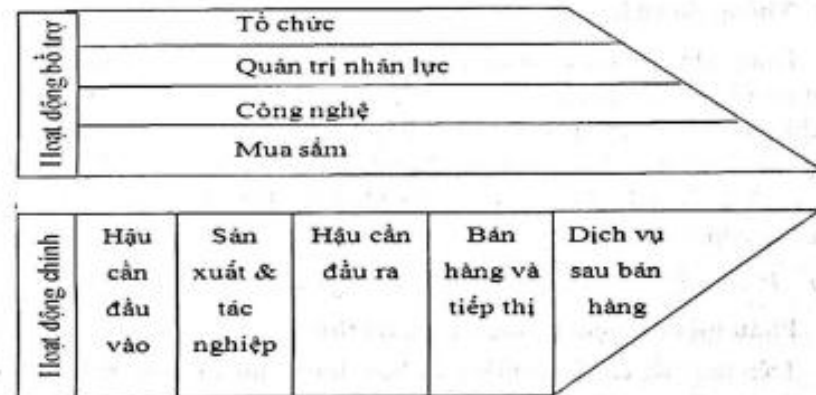 Hoạt động bổ trợ
Tổ chức
Quản trị nhân lực
Công nghệ
Mua sắm
Hoạt động chính
Hậu
cần
đầu
vào
Sản
xuất &
tác
nghiệp
Hậu cần
đầu ra
Bán
hàng và
tiếp thị
Dịch vụ
sau bán
hàng